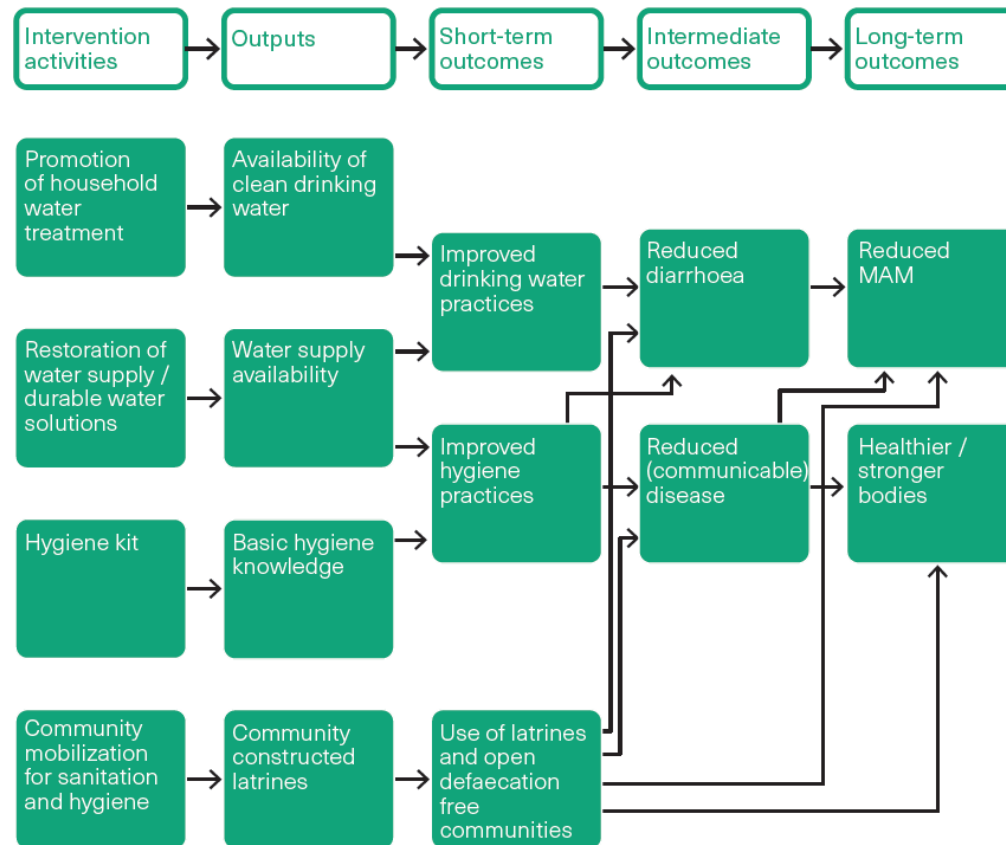 Intervention
activities
Outputs
Short-term
outcomes
Intermediate
outcomes
Long-term
outcomes
Promotion
of household
water
treatment
Availability of
clean drinking
water
Improved
drinking water
practices
Reduced
diarrhoea
Reduced
MAM
Restoration of
water supply /
durable water
solutions
Water supply
availability
Improved
hygiene
practices
Reduced
(communicable)
disease
Healthier /
stronger
bodies
Hygiene kit
Basic hygiene
knowledge
Community
mobilization
for sanitation
and hygiene
Community
constructed
latrines
Use of latrines
and open
defaecation
free
communities